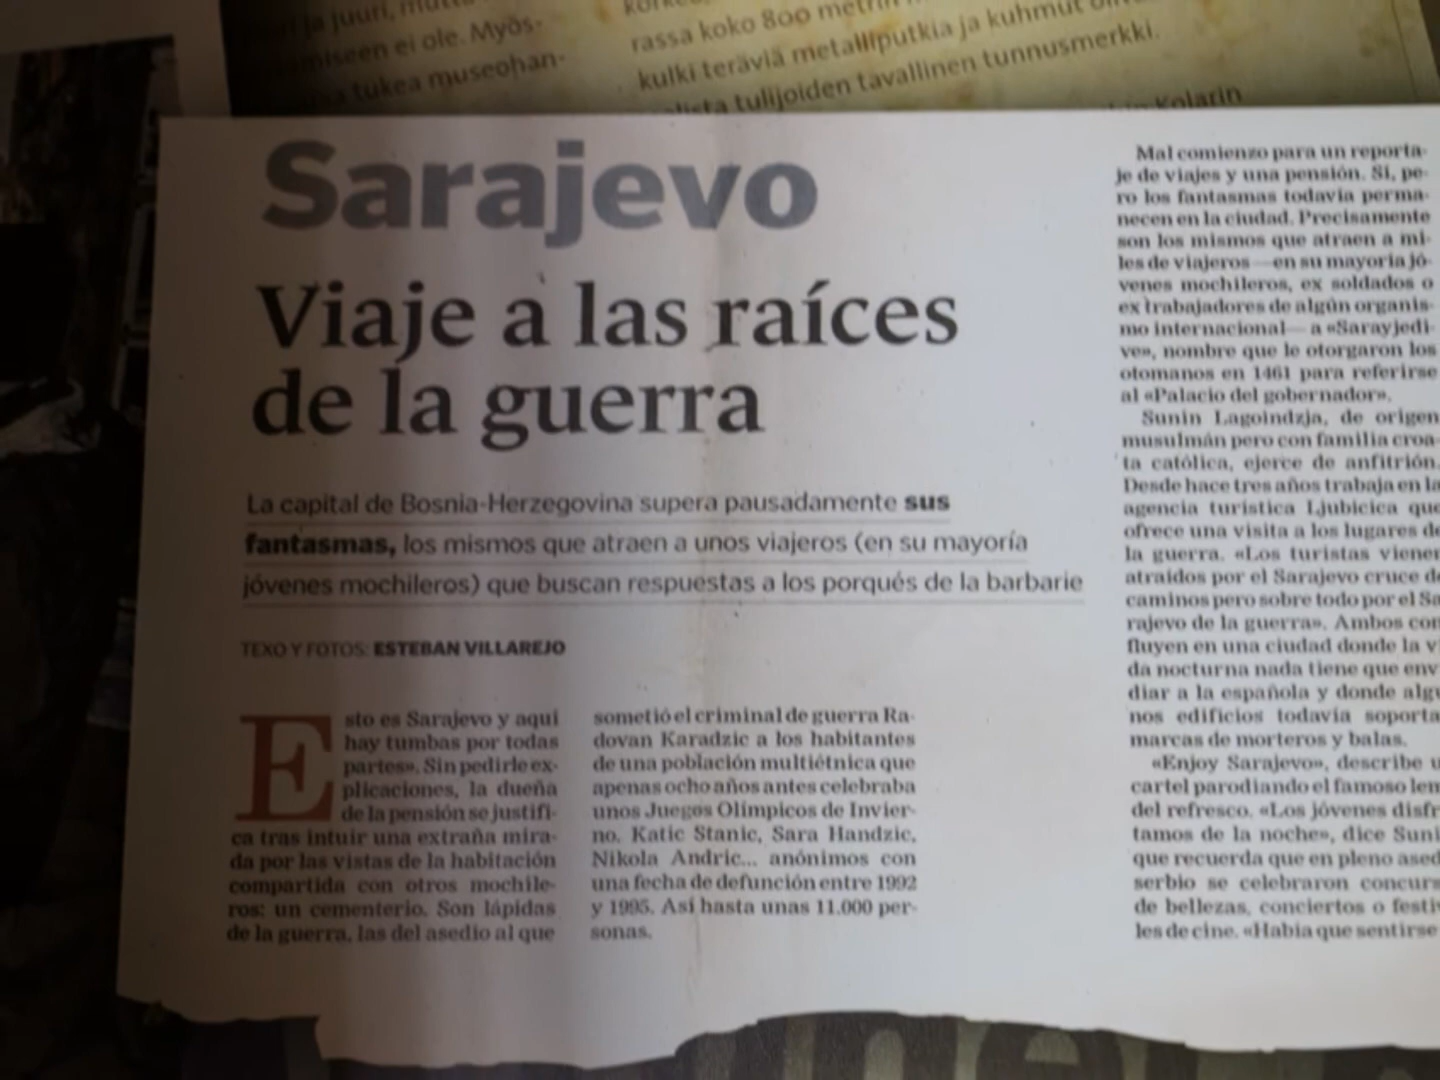 ja juuri,
rassa koko 800 metrin
miseen ei ole. Myös-
kulki teräviä metalliputkia ja kuhmut
tukea museohan-
tulijoiden tavallinen tunnusmerkki.
Kolarin
Sarajevo
Viaje a las raíces
de la guerra
La capital de Bosnia-Herzegovina supera pausadamente sus
fantasmas, los mismos que atraen a unos viajeros (en su mayoría
jóvenes mochileros) que buscan respuestas a los porqués de la barbarie
TEXO Y FOTOS: ESTEBAN VILLAREJO
Esto es Sarajevo y aquí
hay tumbas por todas
partes». Sin pedirle ex-
plicaciones, la dueña
de la pensión se justifi-
ca tras intuir una extraña mira-
da por las vistas de la habitación
compartida con otros mochile-
ros: un cementerio. Son lápidas
de la guerra, las del asedio al que
sometió el criminal de guerra Ra-
dovan Karadzic a los habitantes
de una población multiétnica que
apenas ocho años antes celebraba
unos Juegos Olímpicos de Invier-
no. Katic Stanic, Sara Handzic,
Nikola Andric... anónimos con
una fecha de defunción entre 1992
y 1995. Así hasta unas 11.000 per-
sonas.
Mal comienzo para un reporta-
je de viajes y una pensión. Sí, pe-
ro los fantasmas todavía perma-
necen en la ciudad. Precisamente
son los mismos que atraen a mi-
les de viajeros —en su mayoría jó-
venes mochileros, ex soldados o
ex trabajadores de algún organis-
mo internacional— a «Sarayjedi-
ve», nombre que le otorgaron los
otomanos en 1461 para referirse
al «Palacio del gobernador».
Sunin Lagoindzja, de origen
musulmán pero con familia croa-
ta católica, ejerce de anfitrión.
Desde hace tres años trabaja en la
agencia turística Ljubicica que
ofrece una visita a los lugares de
la guerra. «Los turistas vienen
atraídos por el Sarajevo cruce de
caminos pero sobre todo por el Sa
rajevo de la guerra». Ambos con
fluyen en una ciudad donde la vi
da nocturna nada tiene que env
diar a la española y donde algu
nos edificios todavía soporta
marcas de morteros y balas.
«Enjoy Sarajevo», describe u
cartel parodiando el famoso lem
del refresco. «Los jóvenes disfr
tamos de la noche», dice Suni
que recuerda que en pleno ased
serbio se celebraron concurs
de bellezas, conciertos o festiv
les de cine. «Había que sentirse